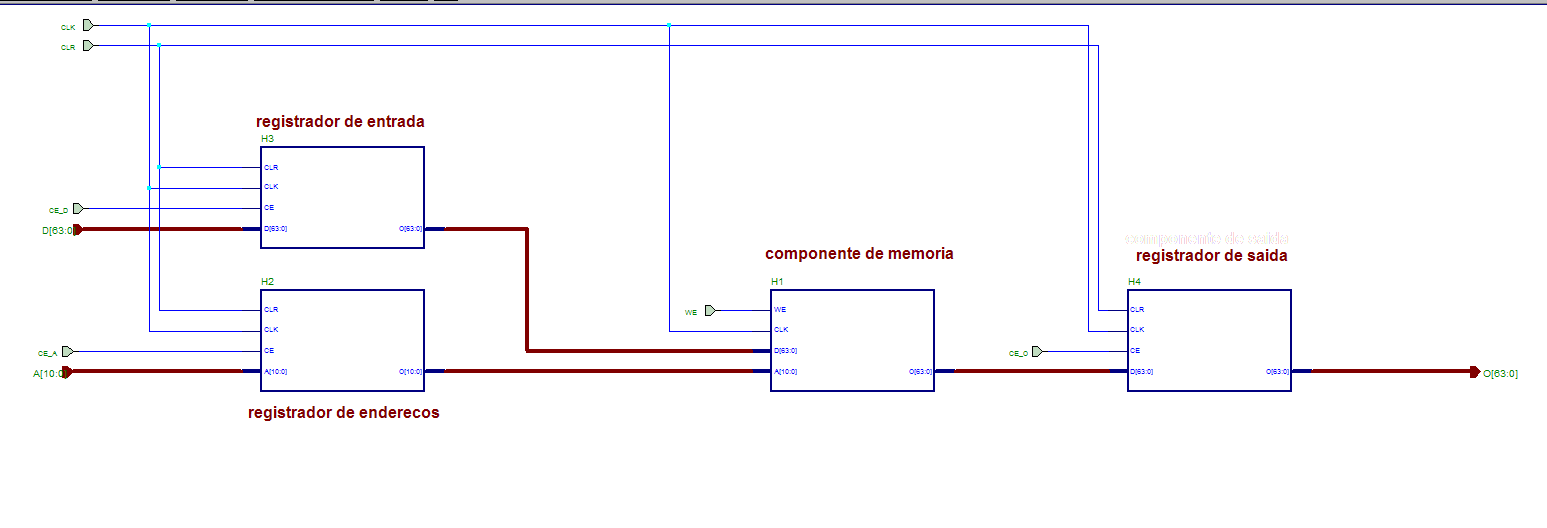 CLK
CLR
registrador de entrada
H3
CLR
CLK
CE
D[63:0]
O[63:0]
CE_D
D[63:0]
registrador de enderecos
H2
CLR
CLK
CE
A[10:0]
O[10:0]
CE_A
A[10:0]
componente de memoria
H1
WE
CLK
D[63:0]
A[10:0]
O[63:0]
WE
componente de saida
registrador de saida
H4
CLR
CLK
CE
D[63:0]
O[63:0]
CE_O
O[63:0]